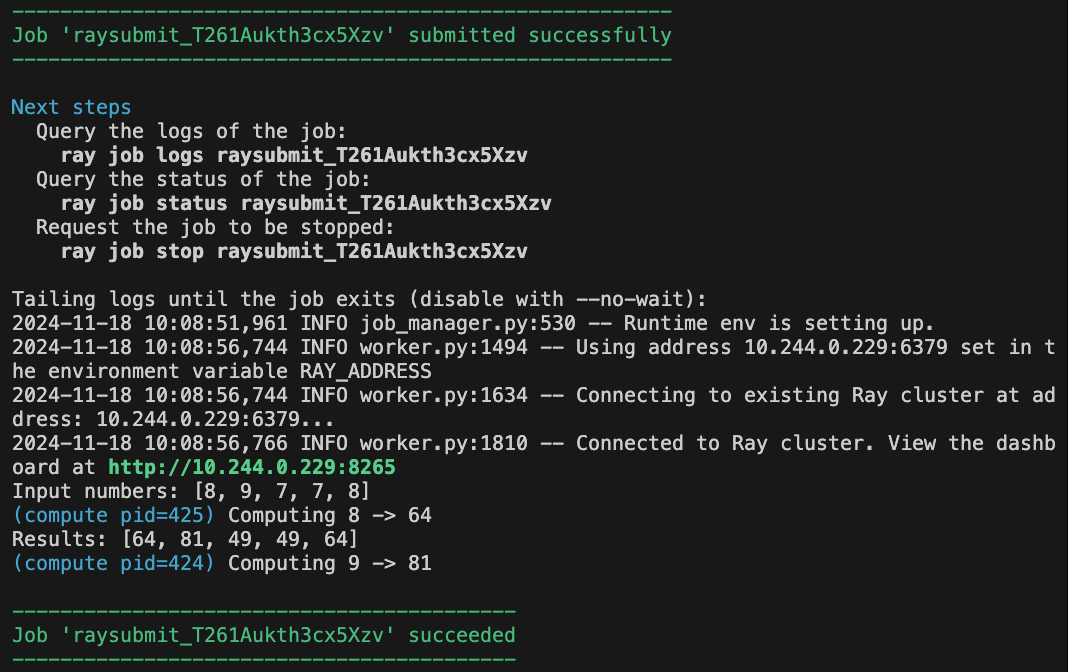 -------------------------------------------------------
Job 'raysubmit_T261Aukth3cx5Xzv' submitted successfully
-------------------------------------------------------
Next steps
Query the logs of the job:
ray job logs raysubmit_T261Aukth3cx5Xzv
Query the status of the job:
ray job status raysubmit_T261Aukth3cx5Xzv
Request the job to be stopped:
ray job stop raysubmit_T261Aukth3cx5Xzv
Tailing logs until the job exits (disable with --no-wait):
2024-11-18 10:08:51,961 INFO job_manager.py:530 -- Runtime env is setting up.
2024-11-18 10:08:56,744 INFO worker.py:1494 -- Using address 10.244.0.229:6379 set in t
he environment variable RAY_ADDRESS
2024-11-18 10:08:56,744 INFO worker.py:1634 -- Connecting to existing Ray cluster at ad
dress: 10.244.0.229:6379...
2024-11-18 10:08:56,766 INFO worker.py:1810 -- Connected to Ray cluster. View the dashb
oard at http://10.244.0.229:8265
Input numbers: [8, 9, 7, 7, 8]
(compute pid=425) Computing 8 -> 64
Results: [64, 81, 49, 49, 64]
(compute pid=424) Computing 9 -> 81
------------------------------------------
Job 'raysubmit_T261Aukth3cx5Xzv' succeeded
------------------------------------------